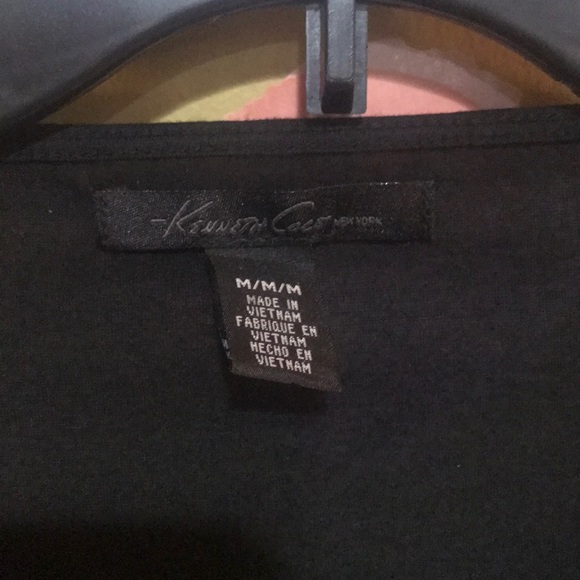 Kenneth Cole NEW YORK
M/M/M
MADE IN
VIETNAM
FABRIQUE EN
VIETNAM
HECHO EN
VIETNAM